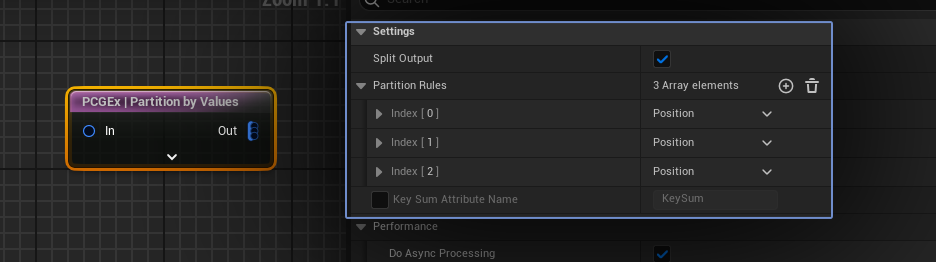 Zoom 1:1
Search
Settings
Split Output
Partition Rules 3 Array elements
Index [ 0 ] Position
Index [ 1 ] Position
Index [ 2 ] Position
Key Sum Attribute Name KeySum
Performance
Do Async Processing
PCGEx | Partition by Values
In Out